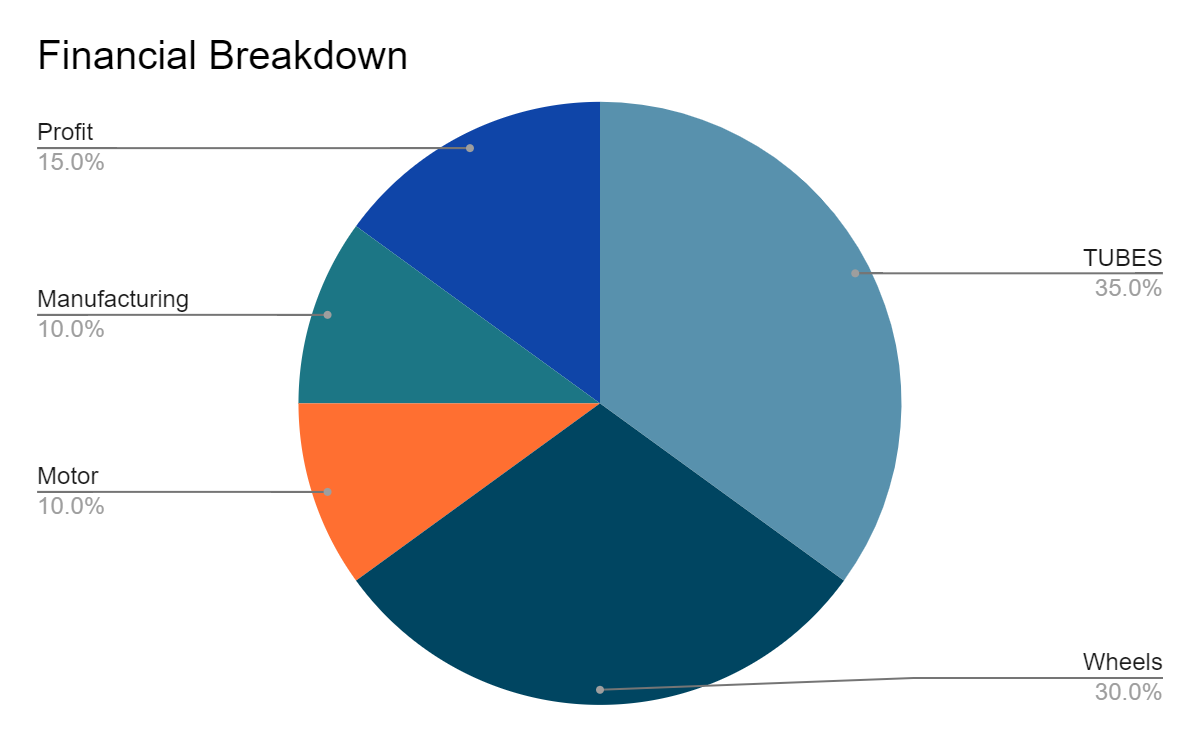 Financial Breakdown
Profit
15.0%
TUBES
35.0%
Manufacturing
10.0%
Motor
10.0%
Wheels
30.0%